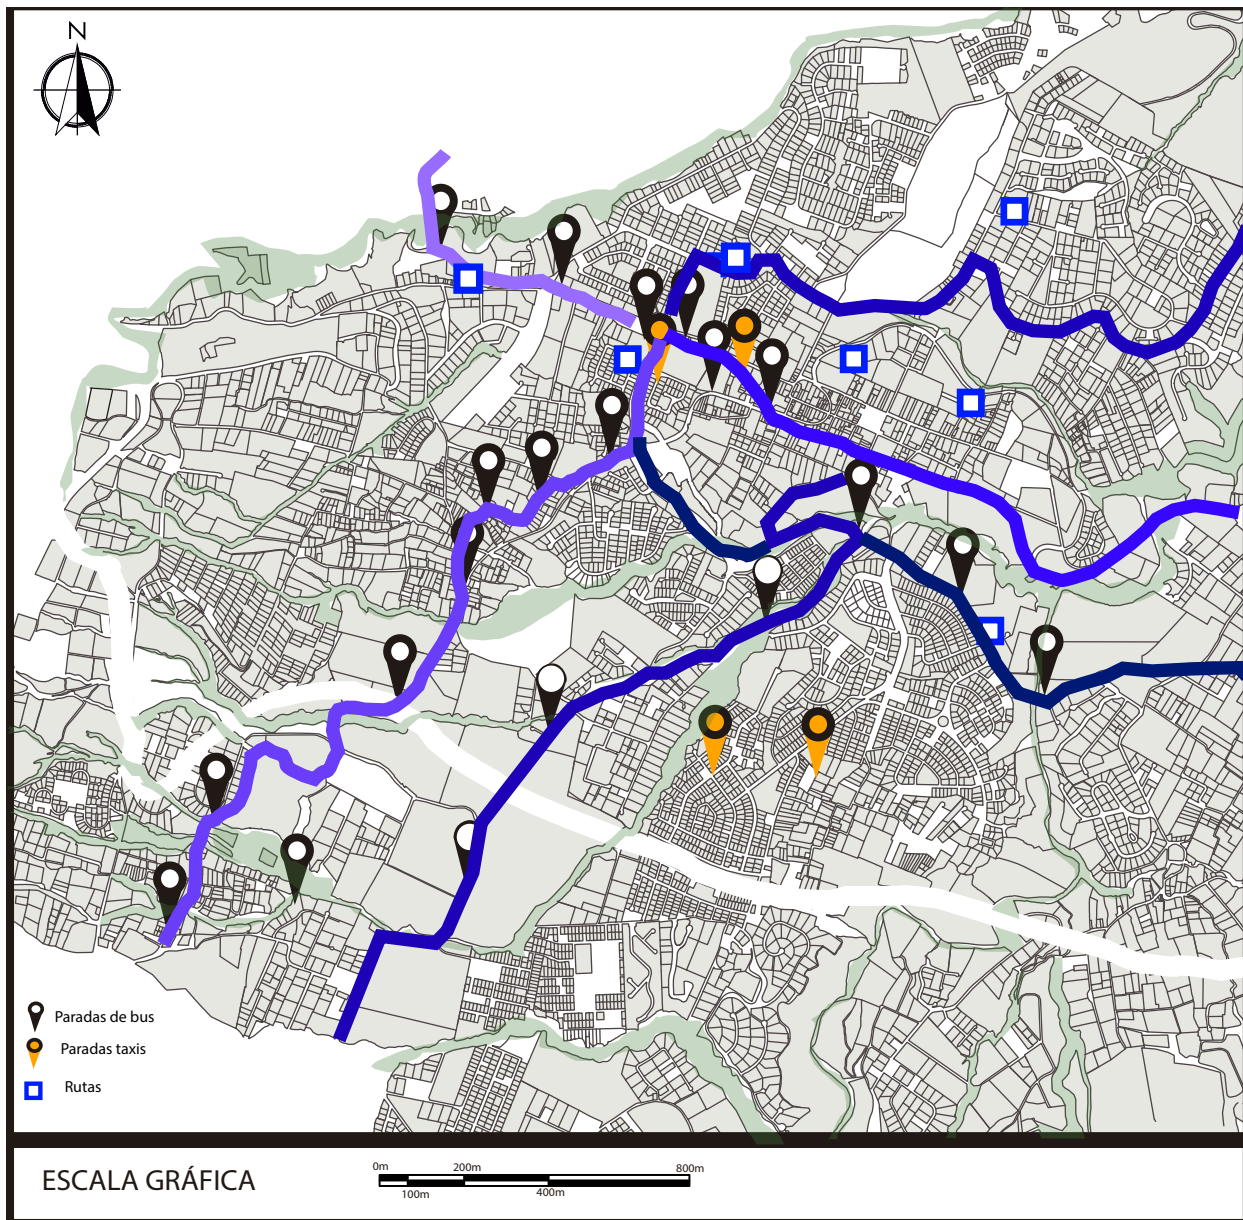 N
Paradas de bus
Paradas taxis
Rutas
ESCALA GRÁFICA
0m 200m 800m
100m 400m